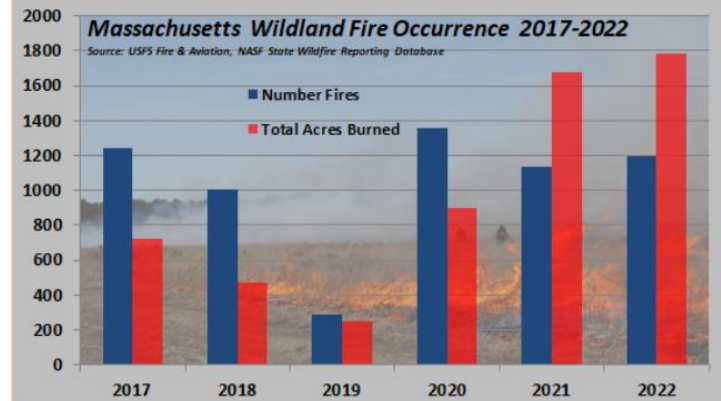 Massachusetts Wildland Fire Occurrence 2017-2022
Source: USFS Fire & Aviation, NASF State Wildfire Reporting Database
Number Fires
Total Acres Burned
2000
1800
1600
1400
1200
1000
800
600
400
200
0
2017 2018 2019 2020 2021 2022